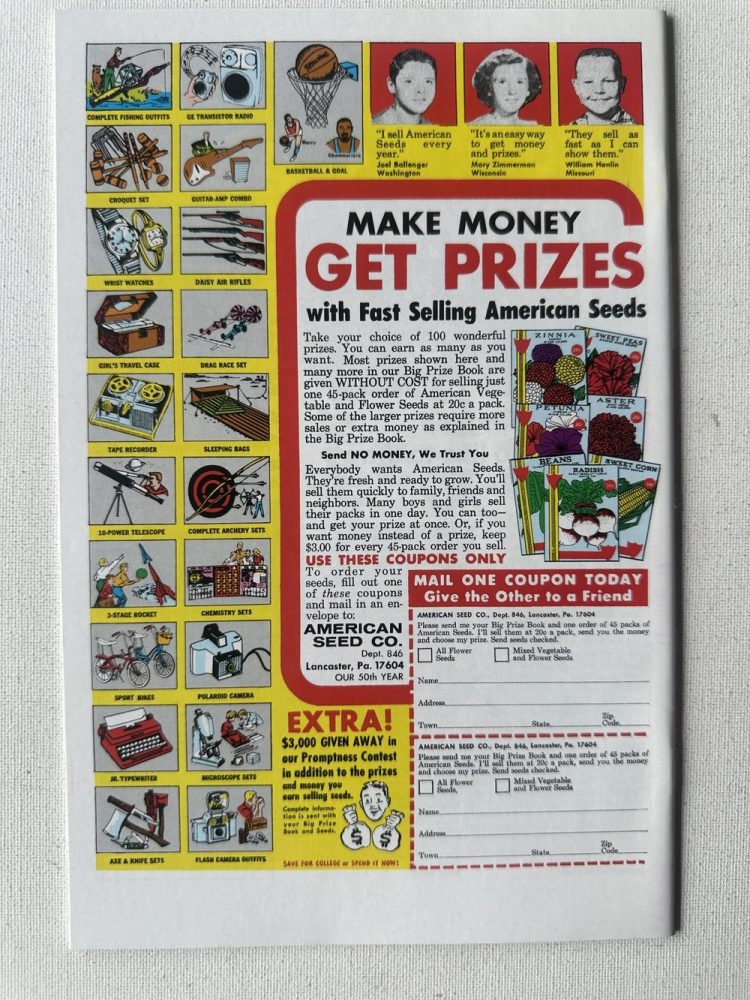 COMPLETE FISHING OUTFITS
GE TRANSISTOR RADIO
CROQUET SET
GUITAR-AMP COMBO
WRIST WATCHES
DAISY AIR RIFLES
GIRL'S TRAVEL CASE
DRAG RACE SET
TAPE RECORDER
SLEEPING BAGS
10-POWER TELESCOPE
COMPLETE ARCHERY SETS
3-STAGE ROCKET
CHEMISTRY SETS
SPORT BIKES
POLAROID CAMERA
JR. TYPEWRITER
MICROSCOPE SETS
AXE & KNIFE SETS
FLASH CAMERA OUTFITS
SPALDING
Barry
Chamberlain
BASKETBALL & GOAL
"I sell American
Seeds every
year."
Joel Ballenger
Washington
"It's an easy way
to get money
and prizes."
Mary Zimmerman
Wisconsin
"They sell as
fast as I can
show them."
William Hanlin
Missouri
MAKE MONEY
GET PRIZES
with Fast Selling American Seeds
Take your choice of 100 wonderful
prizes. You can earn as many as you
want. Most prizes shown here and
many more in our Big Prize Book are
given WITHOUT COST for selling just
one 45-pack order of American Vege-
table and Flower Seeds at 20c a pack.
Some of the larger prizes require more
sales or extra money as explained in
the Big Prize Book.
Send NO MONEY, We Trust You
Everybody wants American Seeds.
They're fresh and ready to grow. You'll
sell them quickly to family, friends and
neighbors. Many boys and girls sell
their packs in one day. You can too—
and get your prize at once. Or, if you
want money instead of a prize, keep
$3.00 for every 45-pack order you sell.
ZINNIA
SWEET PEAS
PETUNIA
ASTER
BEANS
RADISH
SWEET CORN
USE THESE COUPONS ONLY
To order your
seeds, fill out one
of these coupons
and mail in an en-
velope to:
AMERICAN
SEED CO.
Dept. 846
Lancaster, Pa. 17604
OUR 50th YEAR
MAIL ONE COUPON TODAY
Give the Other to a Friend
AMERICAN SEED CO., Dept. 846, Lancaster, Pa. 17604
Please send me your Big Prize Book and one order of 45 packs of
American Seeds. I'll sell them at 20c a pack, send you the money
and choose my prize. Send seeds checked.
All Flower
Seeds
Mixed Vegetable
and Flower Seeds
Name
Address
Town State Zip
Code
AMERICAN SEED CO., Dept. 846, Lancaster, Pa. 17604
Please send me your Big Prize Book and one order of 45 packs of
American Seeds. I'll sell them at 20c a pack, send you the money
and choose my prize. Send seeds checked.
All Flower
Seeds
Mixed Vegetable
and Flower Seeds
Name
Address
Town State Zip
Code
EXTRA!
$3,000 GIVEN AWAY in
our Promptness Contest
in addition to the prizes
and money you
earn selling seeds.
Complete informa-
tion is sent with
your Big Prize
Book and Seeds.
$ $
SAVE FOR COLLEGE or SPEND IT NOW!